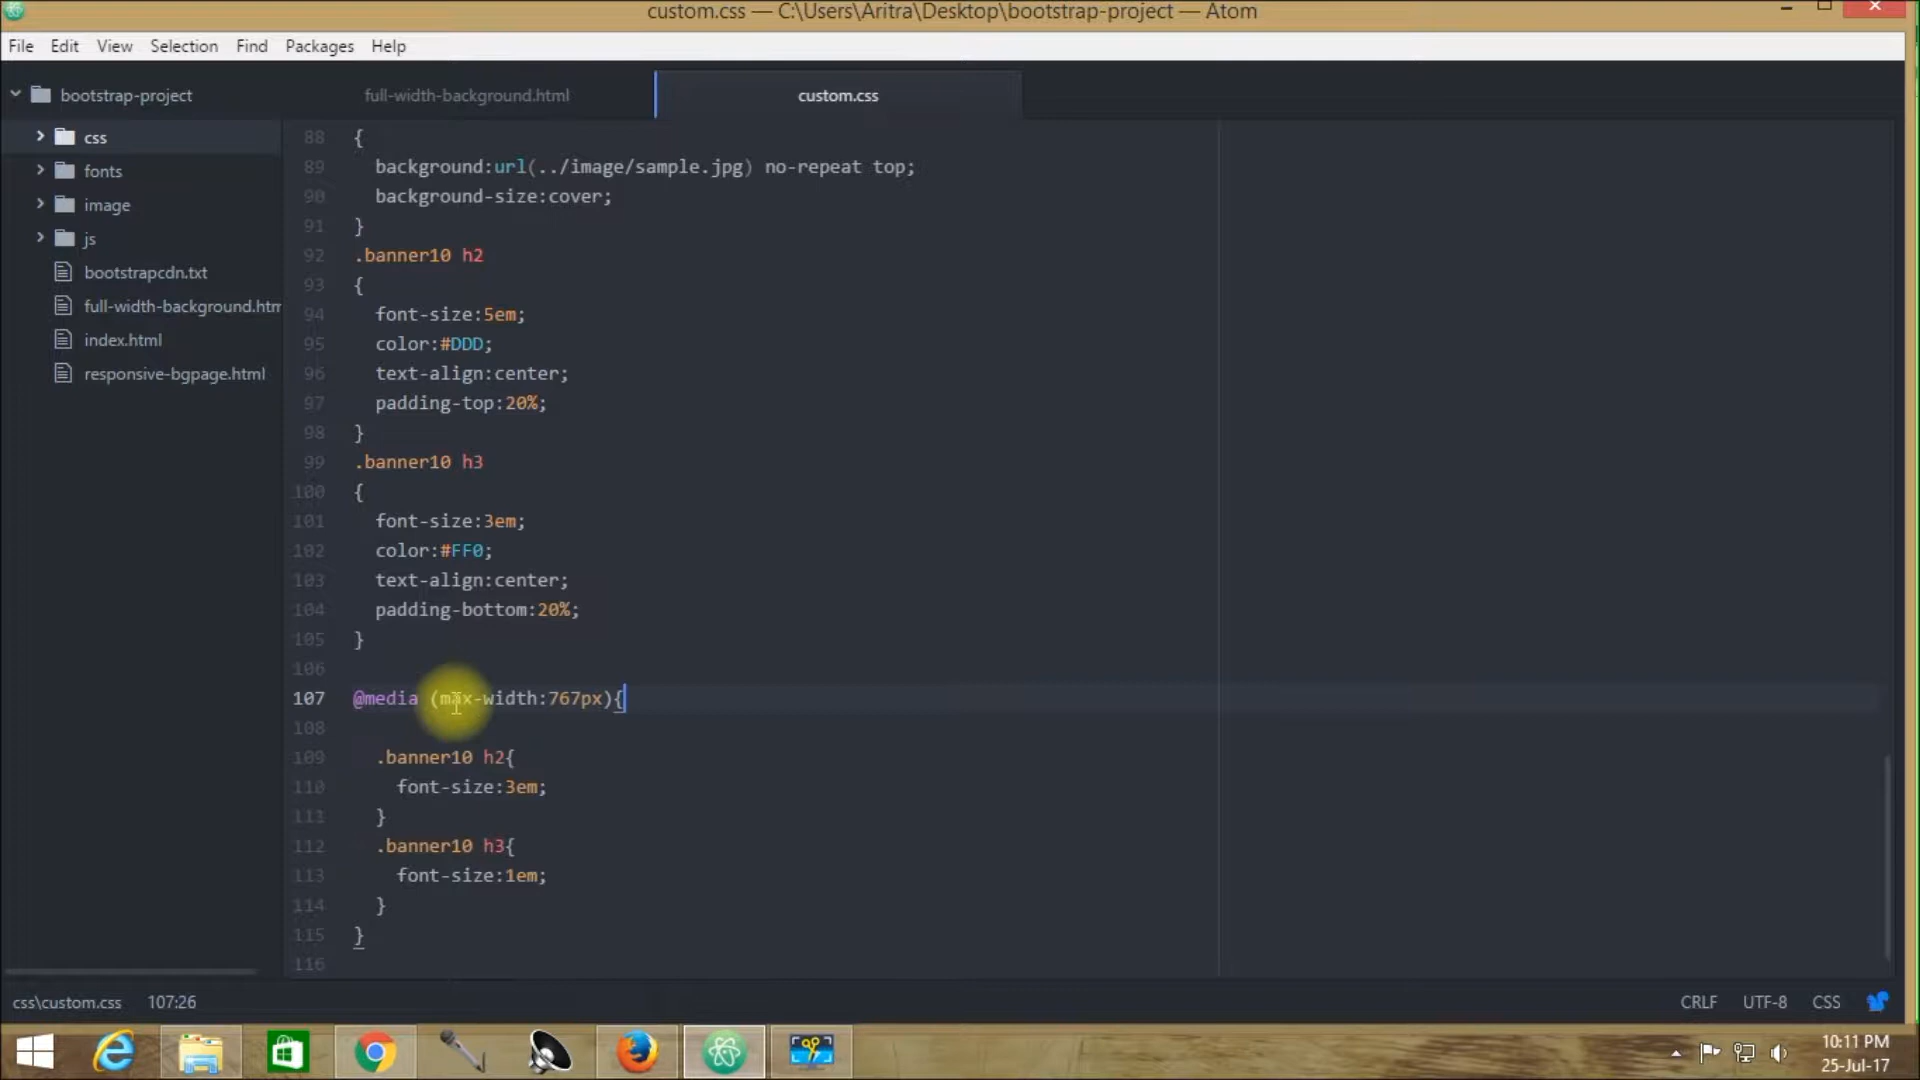 custom.css — C:\Users\Aritra\Desktop\bootstrap-project — Atom
File Edit View Selection Find Packages Help
bootstrap-project
full-width-background.html
custom.css
css
fonts
image
js
bootstrapcdn.txt
full-width-background.htm
index.html
responsive-bgpage.html
88 {
89 background:url(../image/sample.jpg) no-repeat top;
90 background-size:cover;
91 }
92 .banner10 h2
93 {
94 font-size:5em;
95 color:#DDD;
96 text-align:center;
97 padding-top:20%;
98 }
99 .banner10 h3
100 {
101 font-size:3em;
102 color:#FF0;
103 text-align:center;
104 padding-bottom:20%;
105 }
106
107 @media (max-width:767px){
108
109 .banner10 h2{
110 font-size:3em;
111 }
112 .banner10 h3{
113 font-size:1em;
114 }
115 }
116
css\custom.css 107:26
CRLF UTF-8 CSS
10:11 PM
25-Jul-17